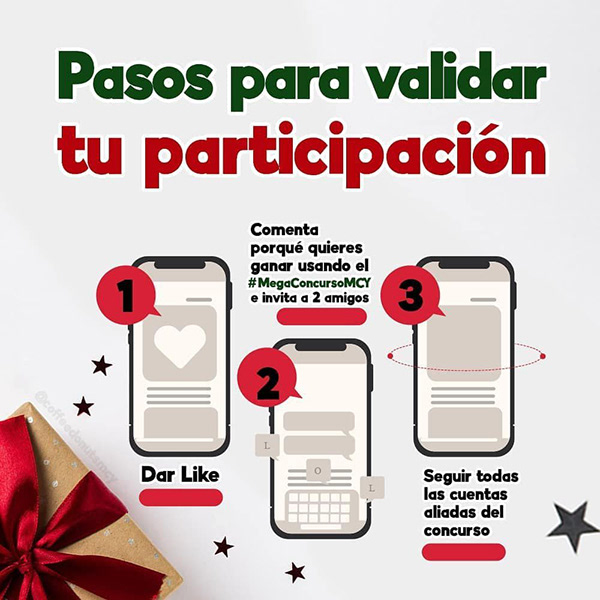 Pasos para validar
tu participación
Comenta
porqué quieres
ganar usando el
#MegaConcursoMCY
e invita a 2 amigos
1
3
2
L
O
L
Dar Like
Seguir todas
las cuentas
aliadas del
concurso